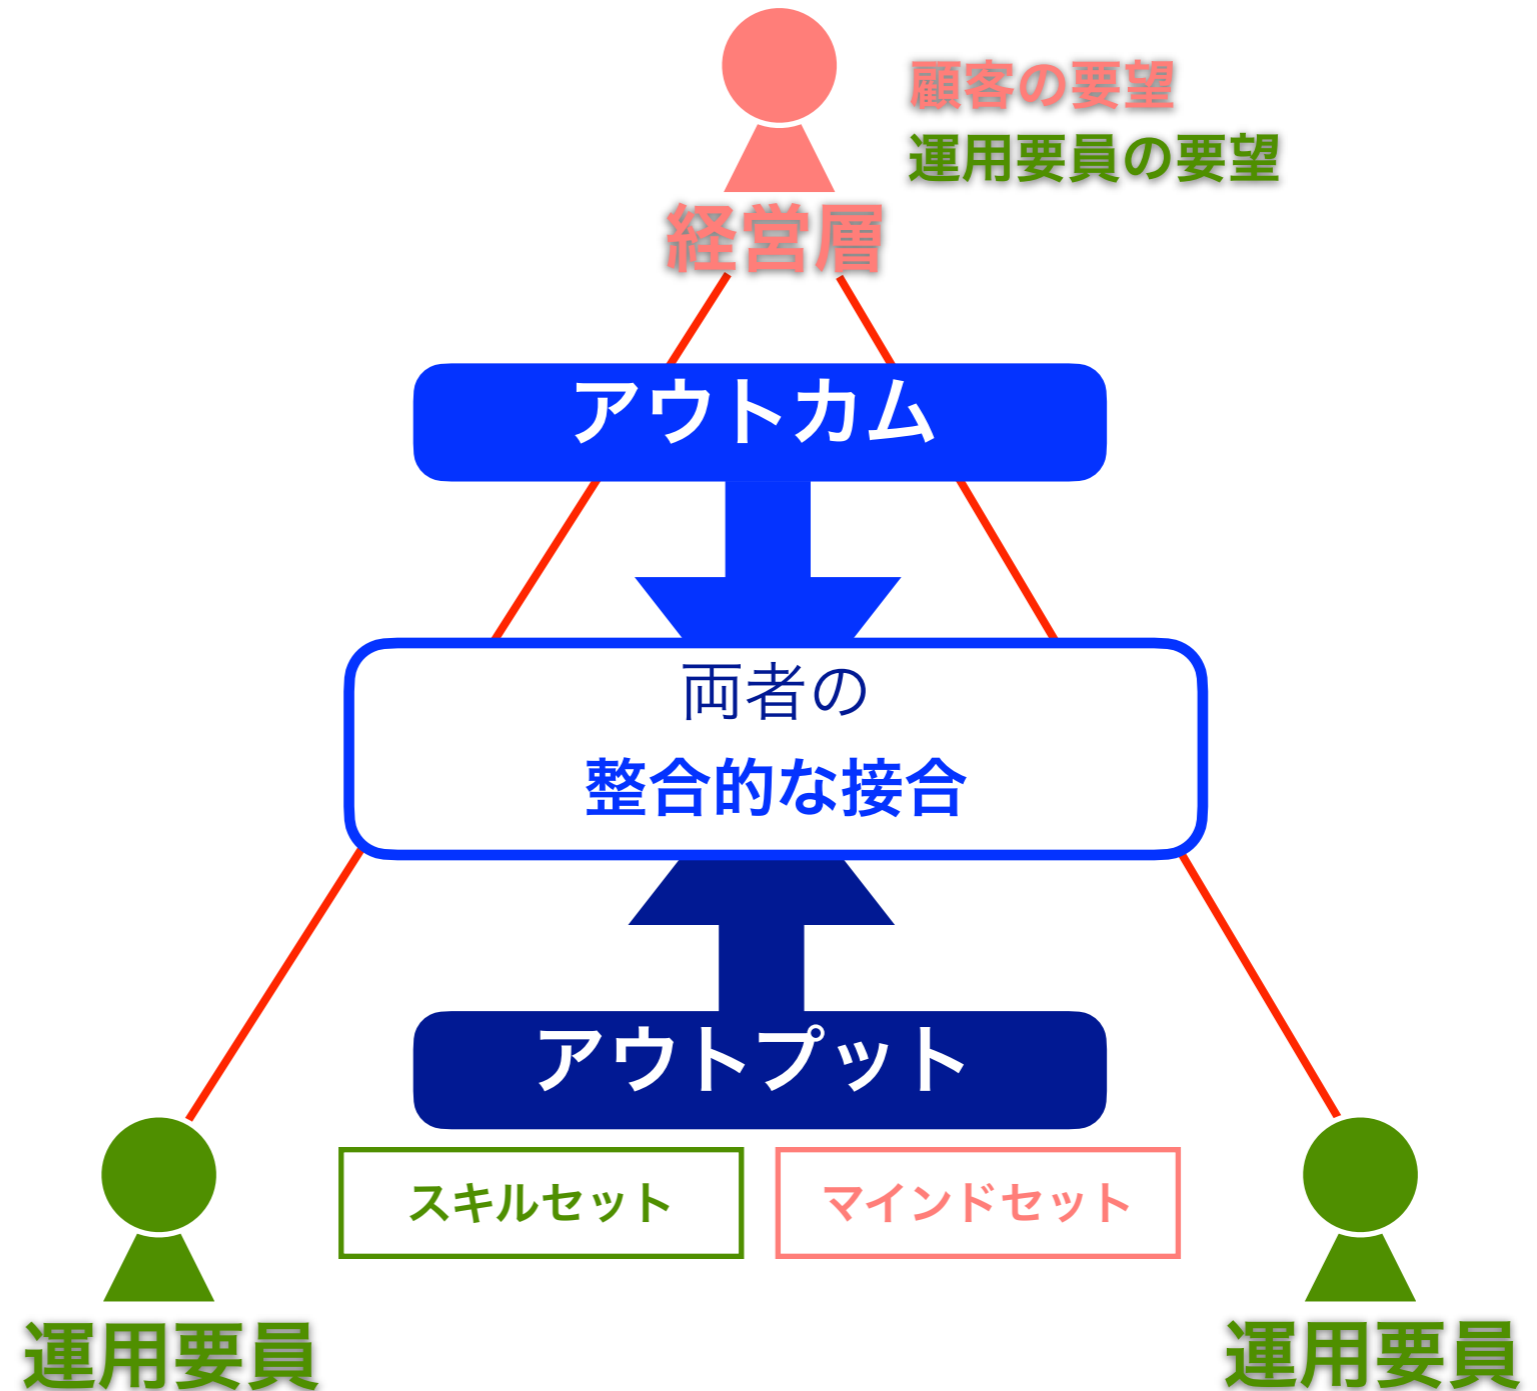 顧客の要望
運用要員の要望
経営層
アウトカム
両者の
整合的な接合
アウトプット
スキルセット
マインドセット
運用要員
運用要員